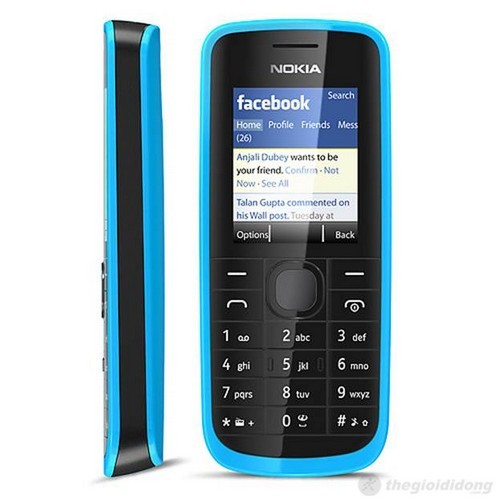 NOKIA
facebook Search
Home Profile Friends Mess
(26)
Anjali Dubey wants to be
your friend. Confirm - Not
Now - See All
Talan Gupta commented on
his Wall post. Tuesday at
Options Back
1 2 abc 3 def
4 ghi 5 jkl 6 mno
7 pqrs 8 tuv 9 wxyz
* + 0 #
thegioididong